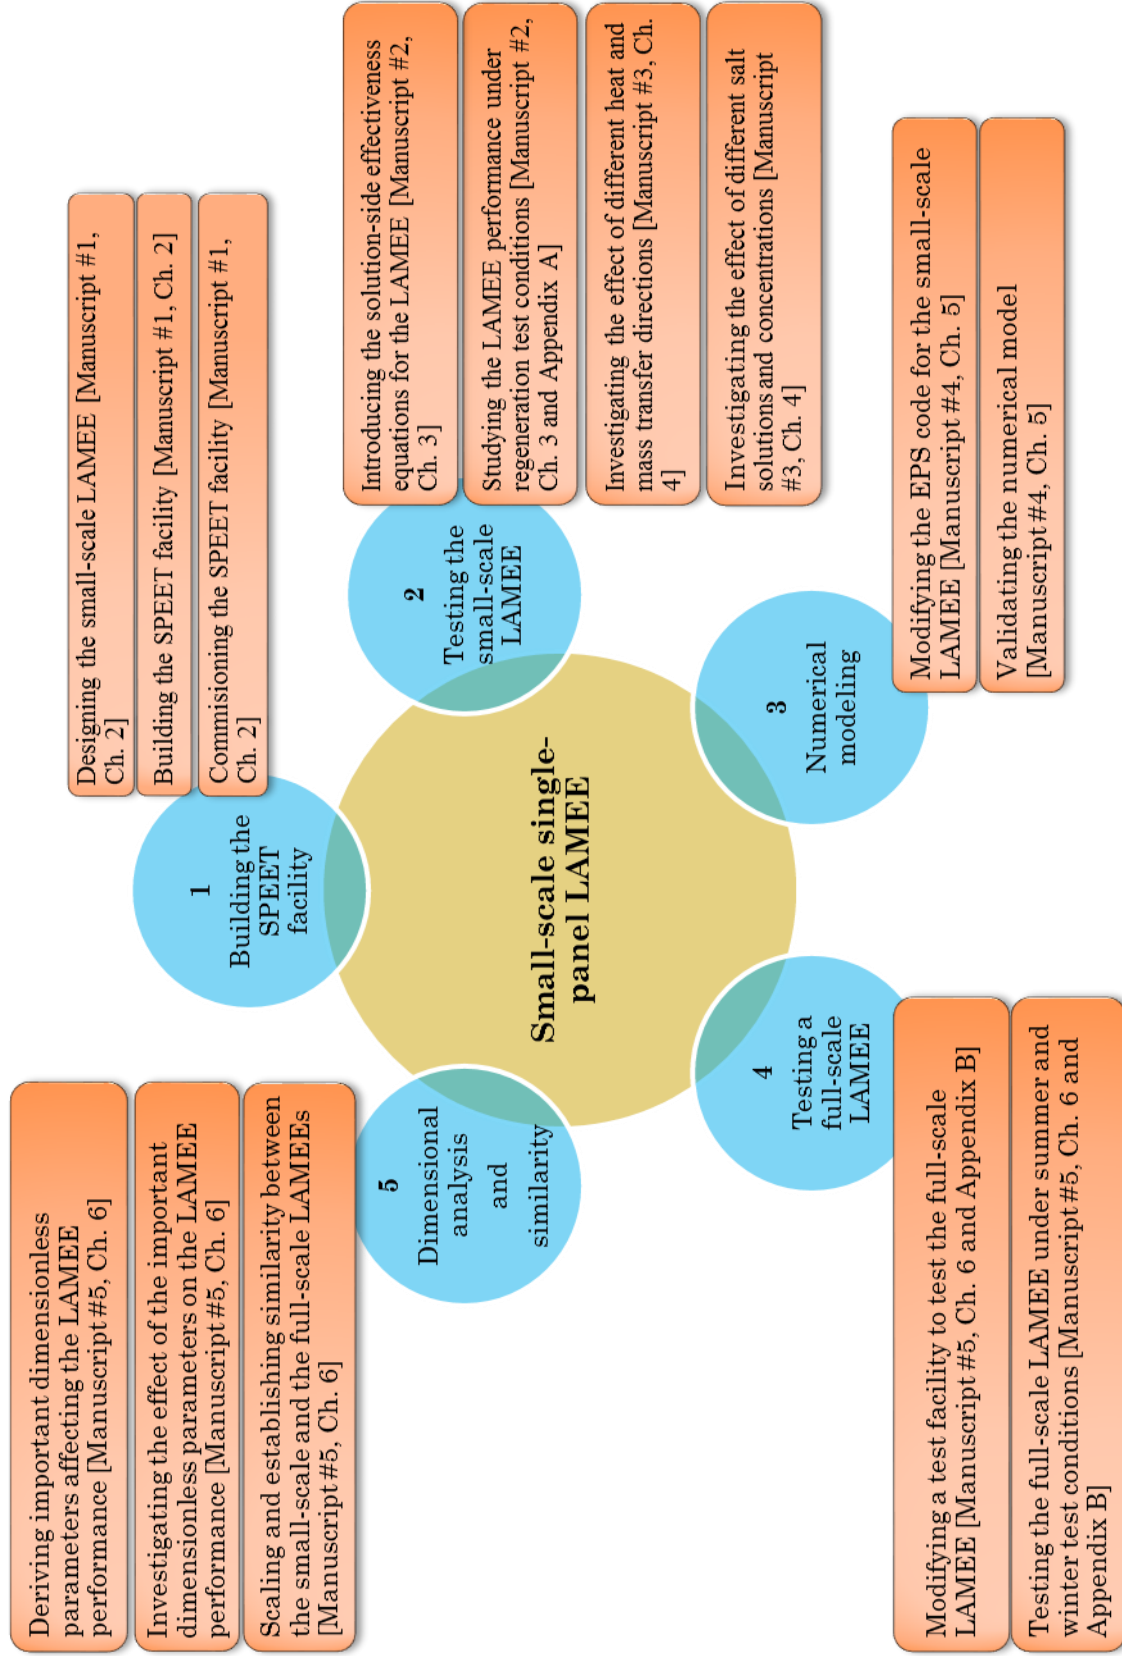 Small-scale single-
panel LAMEE
1
Building the
SPEET
facility
Designing the small-scale LAMEE [Manuscript #1,
Ch. 2]
Building the SPEET facility [Manuscript #1, Ch. 2]
Commisioning the SPEET facility [Manuscript #1,
Ch. 2]
2
Testing the
small-scale
LAMEE
Introducing the solution-side effectiveness
equations for the LAMEE [Manuscript #2,
Ch. 3]
Studying the LAMEE performance under
regeneration test conditions [Manuscript #2,
Ch. 3 and Appendix A]
Investigating the effect of different heat and
mass transfer directions [Manuscript #3, Ch.
4]
Investigating the effect of different salt
solutions and concentrations [Manuscript
#3, Ch. 4]
3
Numerical
modeling
Modifying the EPS code for the small-scale
LAMEE [Manuscript #4, Ch. 5]
Validating the numerical model
[Manuscript #4, Ch. 5]
4
Testing a
full-scale
LAMEE
Modifying a test facility to test the full-scale
LAMEE [Manuscript #5, Ch. 6 and Appendix B]
Testing the full-scale LAMEE under summer and
winter test conditions [Manuscript #5, Ch. 6 and
Appendix B]
5
Dimensional
analysis
and
similarity
Deriving important dimensionless
parameters affecting the LAMEE
performance [Manuscript #5, Ch. 6]
Investigating the effect of the important
dimensionless parameters on the LAMEE
performance [Manuscript #5, Ch. 6]
Scaling and establishing similarity between
the small-scale and the full-scale LAMEEs
[Manuscript #5, Ch. 6]